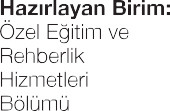 Hazırlayan Birim:
Özel Eğitim ve
Rehberlik
Hizmetleri
Bölümü